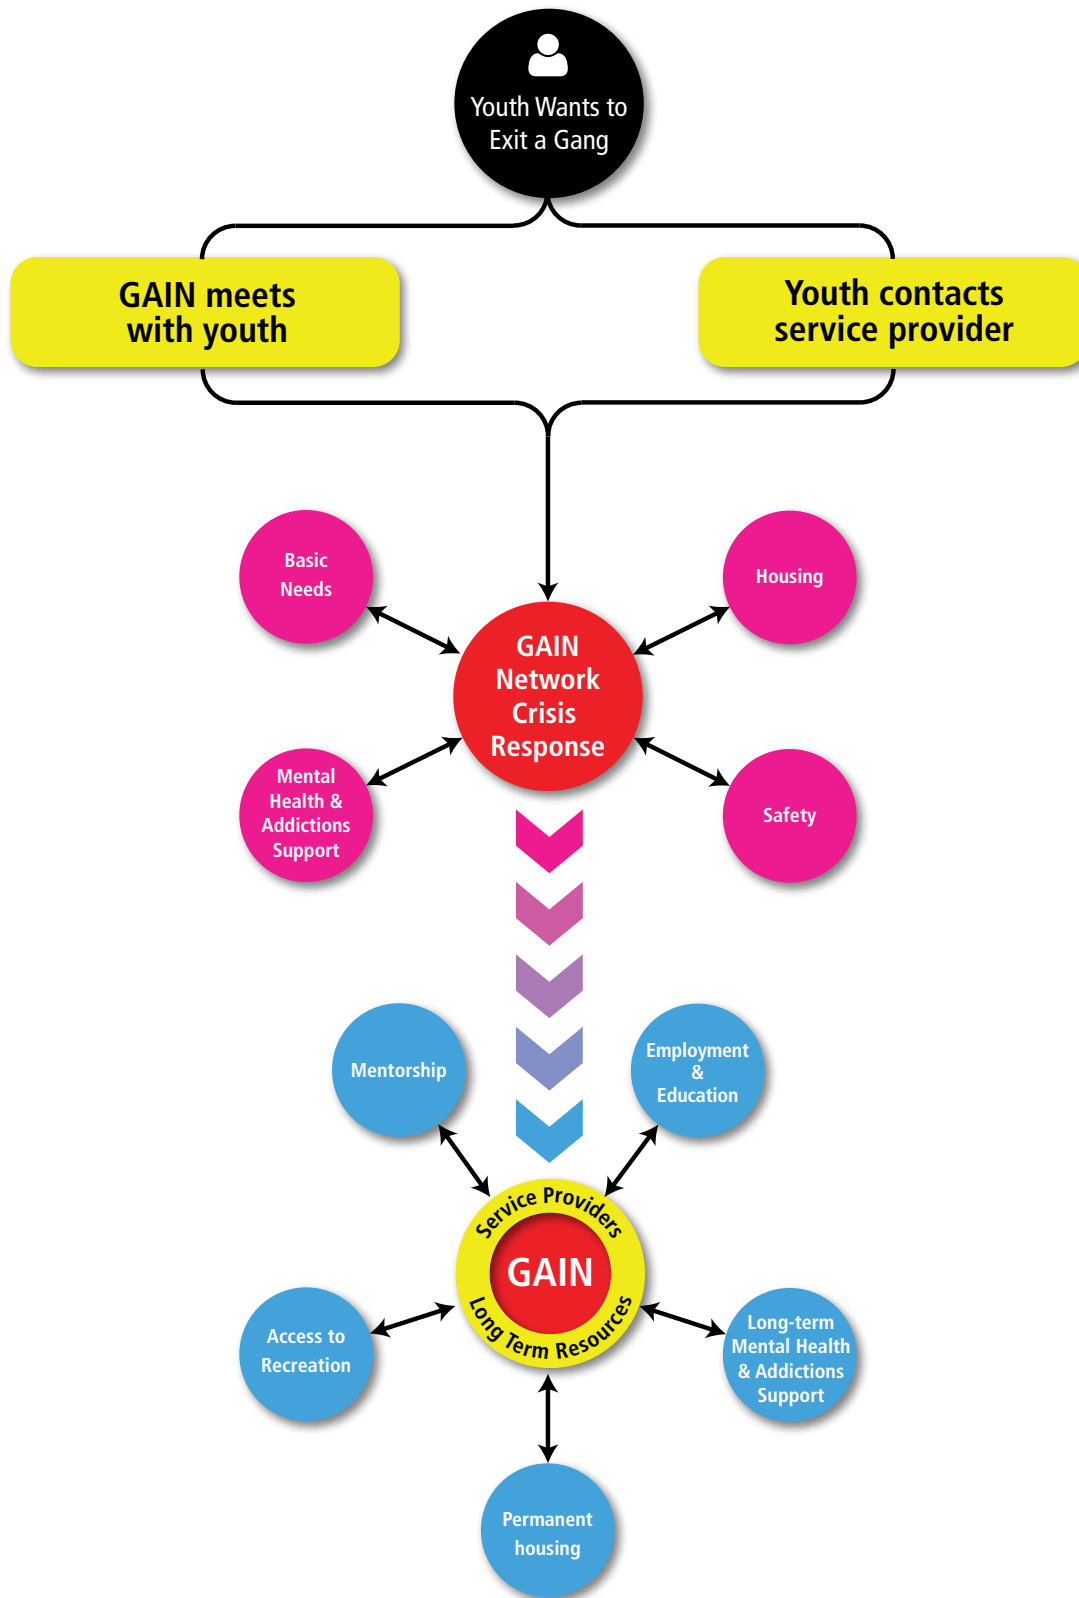 Youth Wants to
Exit a Gang
GAIN meets
with youth
Youth contacts
service provider
Basic
Needs
Housing
GAIN
Network
Crisis
Response
Mental
Health &
Addictions
Support
Safety
Mentorship
Employment
&
Education
Service Providers
GAIN
Long Term Resources
Access to
Recreation
Long-term
Mental Health
& Addictions
Support
Permanent
housing